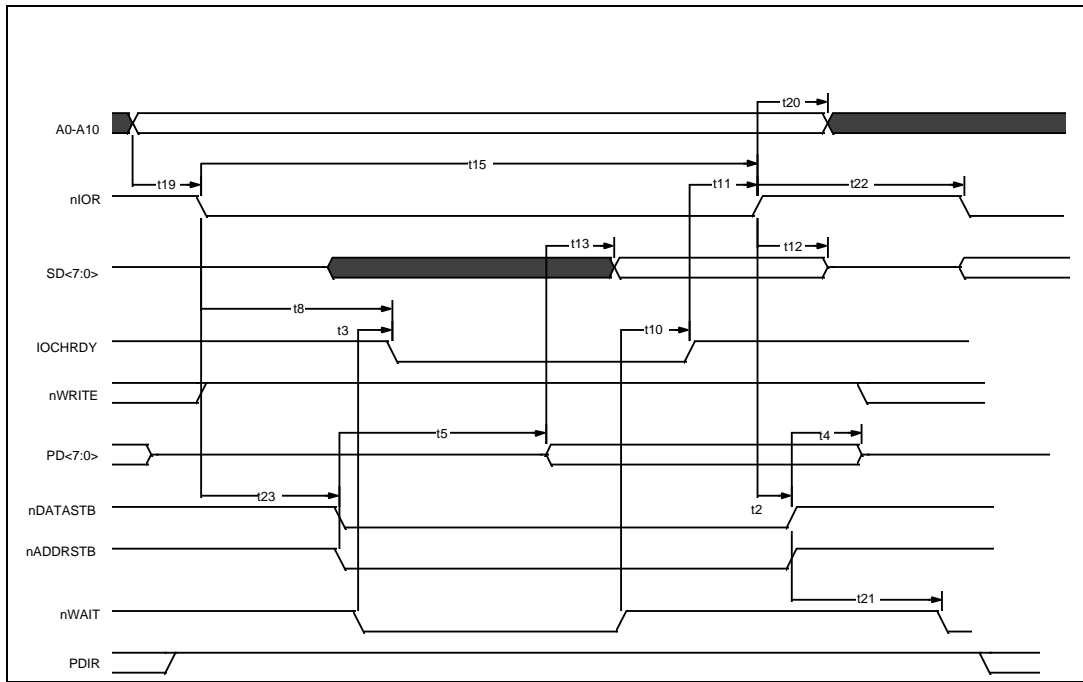 t20
A0-A10
t15
t19
t11
t22
nIOR
t13
t12
SD<7:0>
t8
t3
t10
IOCHRDY
nWRITE
t5
t4
PD<7:0>
t23
t2
nDATASTB
nADDRSTB
t21
nWAIT
PDIR